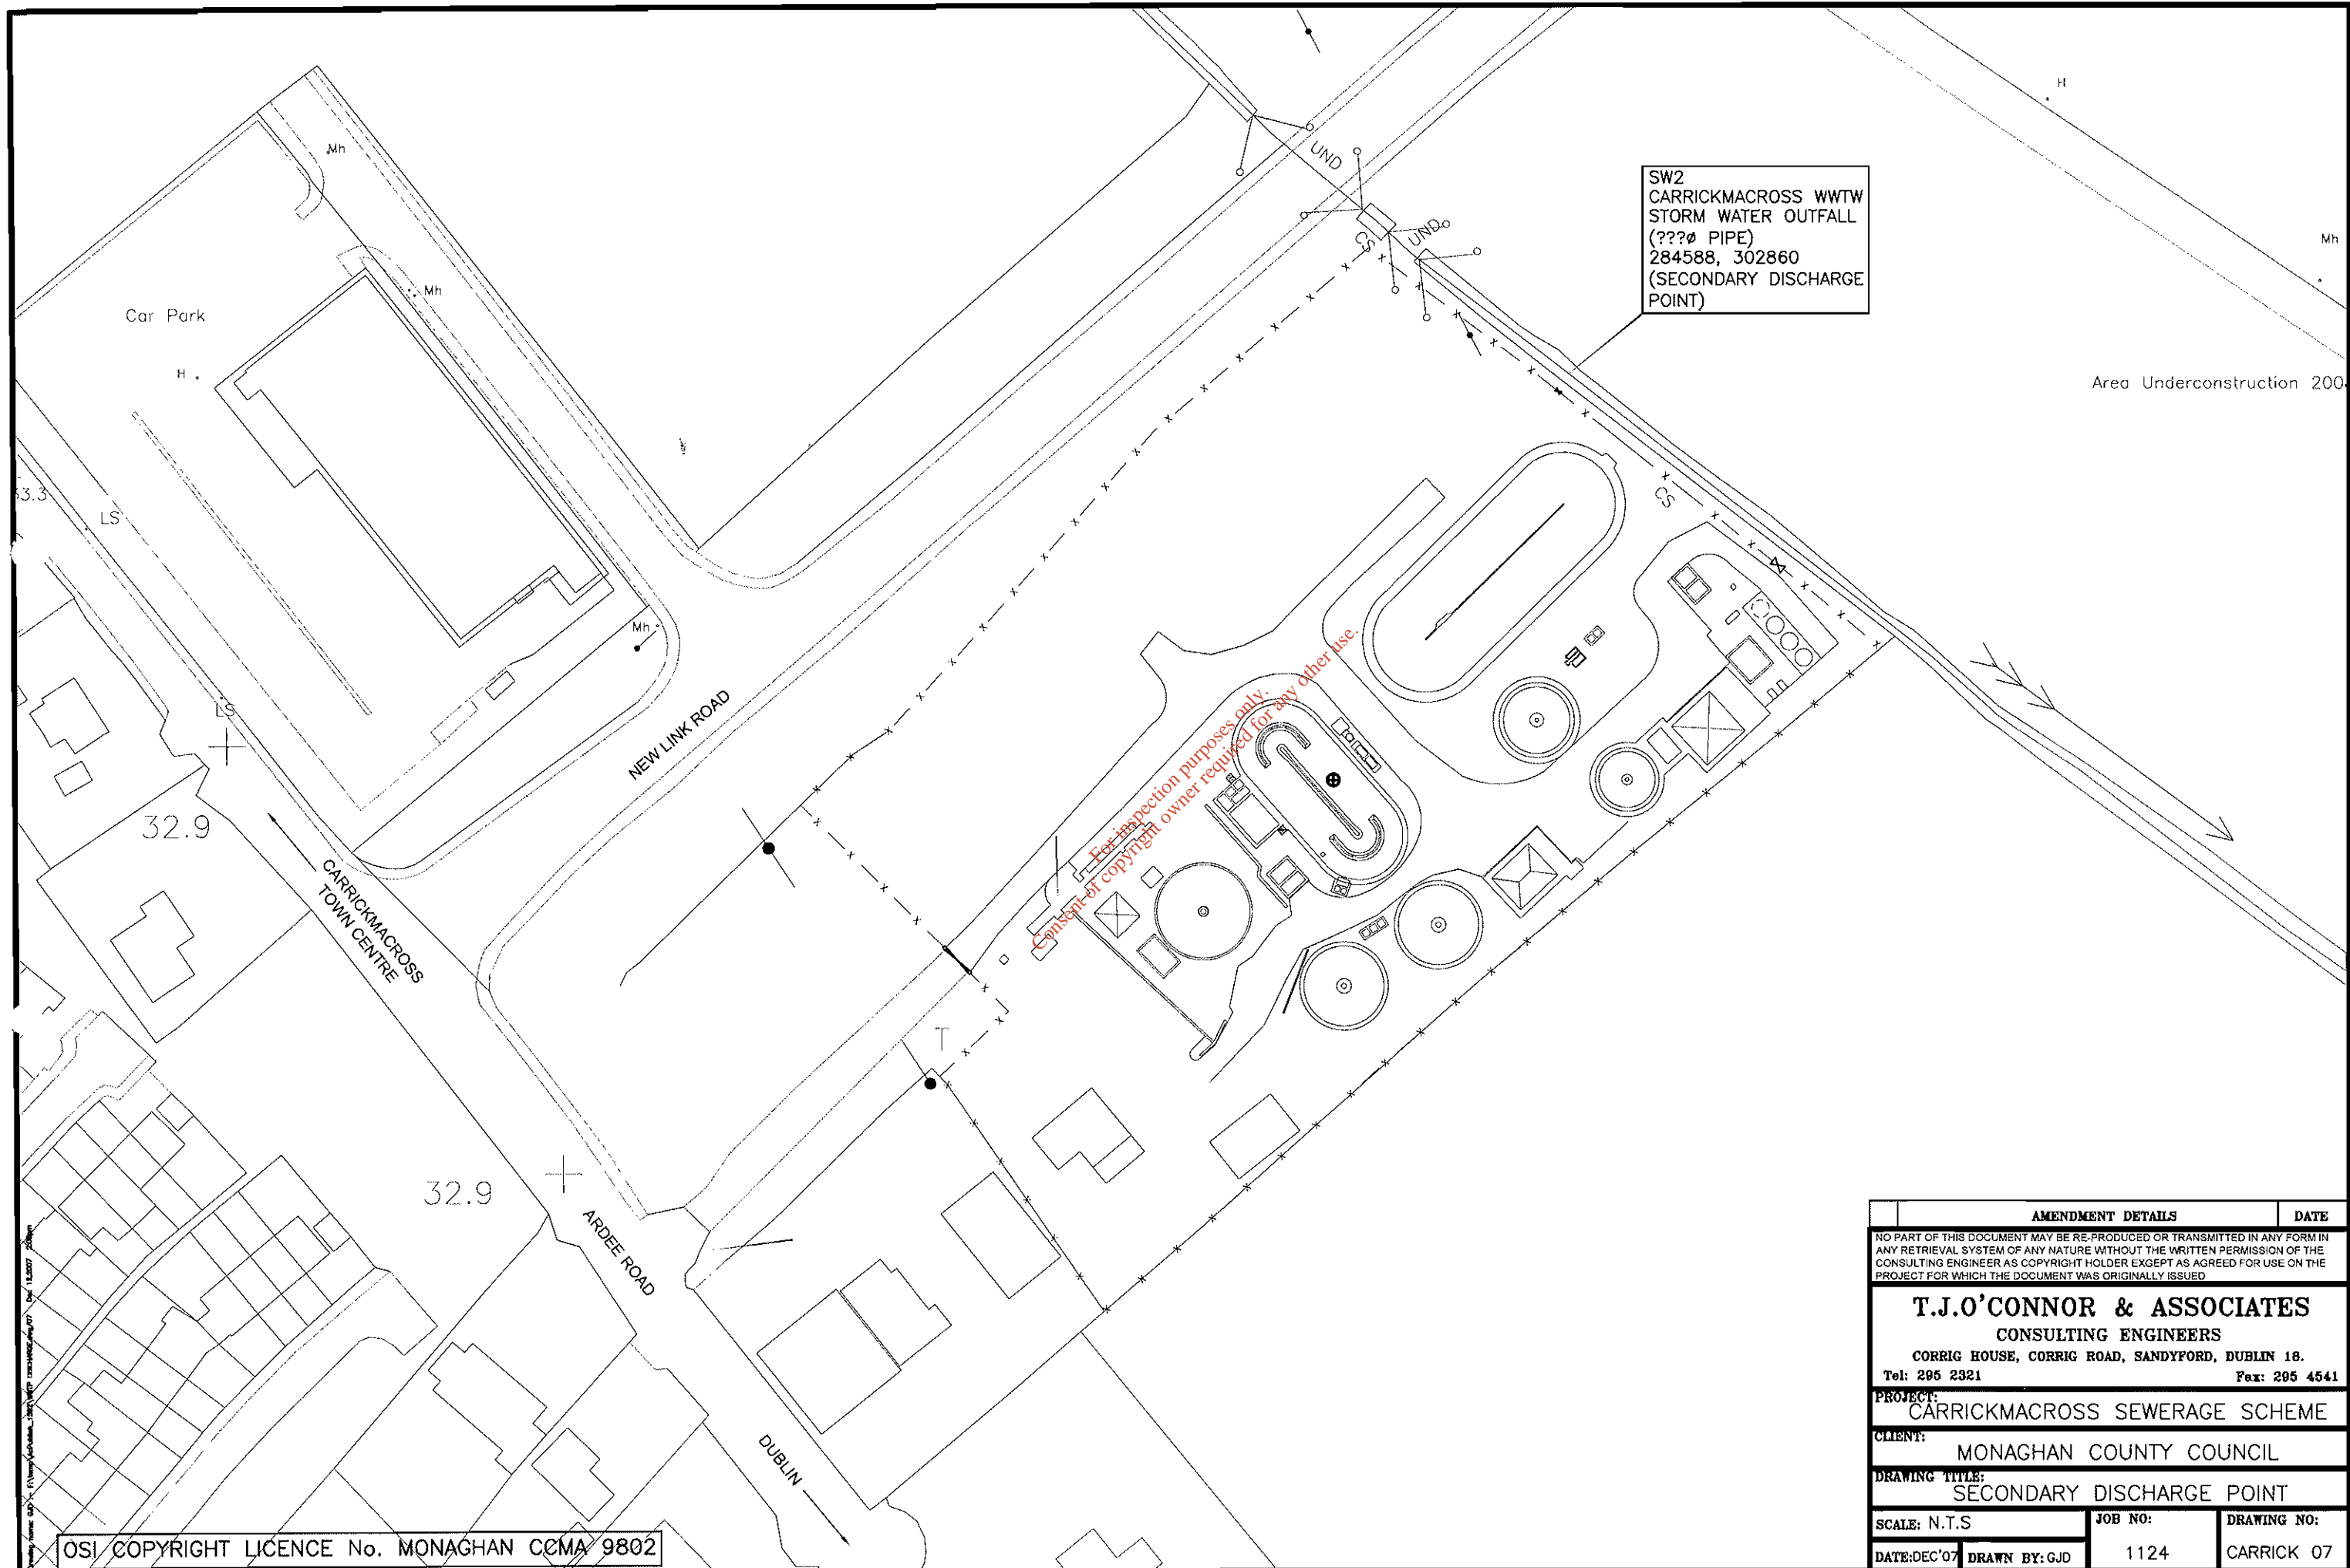 Mh
Mh
Car Park
H
33.3
LS
LS
Mh
32.9
32.9
NEW LINK ROAD
CARRICKMACROSS
TOWN CENTRE
ARDEE ROAD
DUBLIN
T
UND
UND
CS
CS
H
Mh
SW2
CARRICKMACROSS WWTW
STORM WATER OUTFALL
(???ø PIPE)
284588, 302860
(SECONDARY DISCHARGE
POINT)
Area Underconstruction 200
For inspection purposes only.
Consent of copyright owner required for any other use.
OSI COPYRIGHT LICENCE No. MONAGHAN CCMA 9802
AMENDMENT DETAILS DATE
NO PART OF THIS DOCUMENT MAY BE RE-PRODUCED OR TRANSMITTED IN ANY FORM IN
ANY RETRIEVAL SYSTEM OF ANY NATURE WITHOUT THE WRITTEN PERMISSION OF THE
CONSULTING ENGINEER AS COPYRIGHT HOLDER EXCEPT AS AGREED FOR USE ON THE
PROJECT FOR WHICH THE DOCUMENT WAS ORIGINALLY ISSUED
T.J.O'CONNOR & ASSOCIATES
CONSULTING ENGINEERS
CORRIG HOUSE, CORRIG ROAD, SANDYFORD, DUBLIN 18.
Tel: 295 2321 Fax: 295 4541
PROJECT:
CARRICKMACROSS SEWERAGE SCHEME
CLIENT:
MONAGHAN COUNTY COUNCIL
DRAWING TITLE:
SECONDARY DISCHARGE POINT
SCALE: N.T.S JOB NO: DRAWING NO:
DATE:DEC'07 DRAWN BY: GJD 1124 CARRICK 07